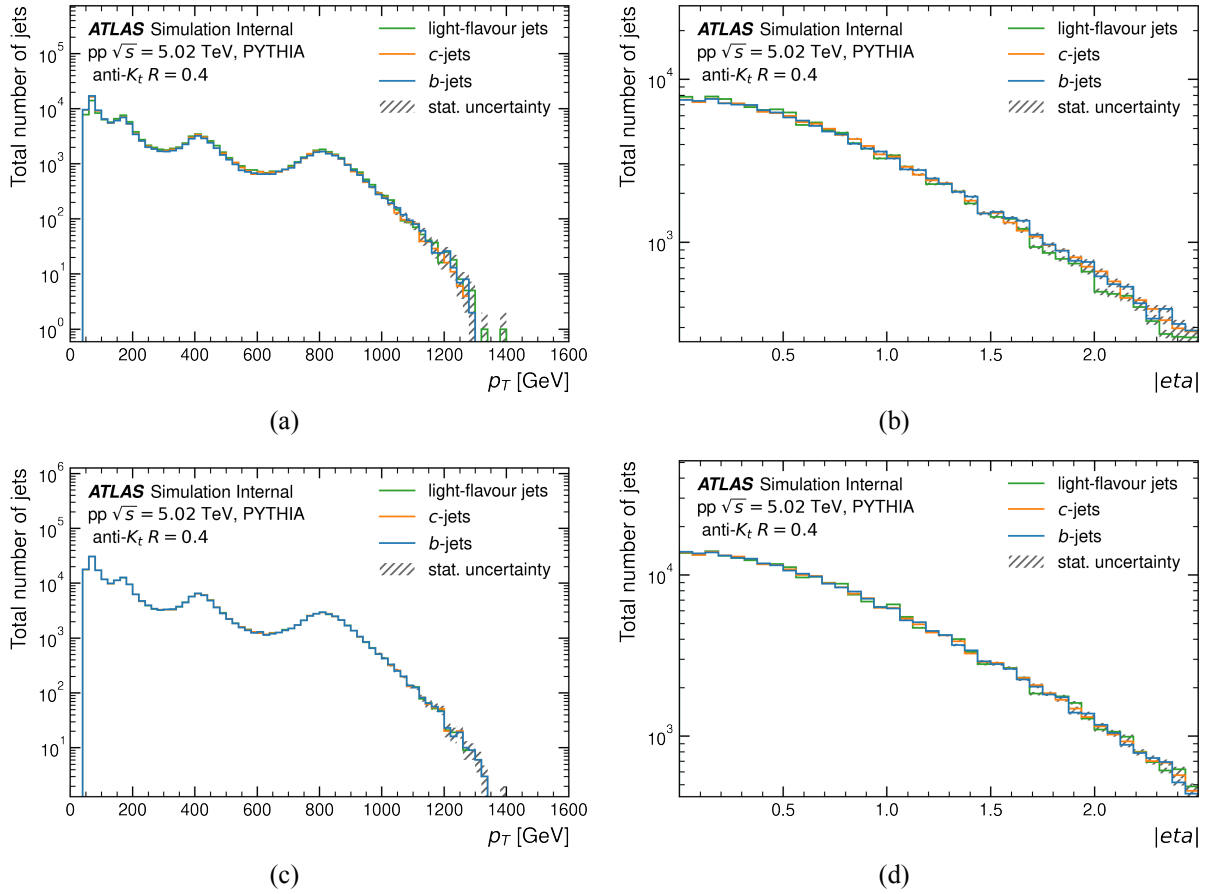 (a)
ATLAS Simulation Internal
pp √s = 5.02 TeV, PYTHIA
anti-K_t R = 0.4
light-flavour jets
c-jets
b-jets
stat. uncertainty
Total number of jets
10^5
10^4
10^3
10^2
10^1
10^0
0 200 400 600 800 1000 1200 1400 1600
p_T [GeV]
(b)
ATLAS Simulation Internal
pp √s = 5.02 TeV, PYTHIA
anti-K_t R = 0.4
light-flavour jets
c-jets
b-jets
stat. uncertainty
Total number of jets
10^4
10^3
0.5 1.0 1.5 2.0
|eta|
(c)
ATLAS Simulation Internal
pp √s = 5.02 TeV, PYTHIA
anti-K_t R = 0.4
light-flavour jets
c-jets
b-jets
stat. uncertainty
Total number of jets
10^6
10^5
10^4
10^3
10^2
10^1
0 200 400 600 800 1000 1200 1400 1600
p_T [GeV]
(d)
ATLAS Simulation Internal
pp √s = 5.02 TeV, PYTHIA
anti-K_t R = 0.4
light-flavour jets
c-jets
b-jets
stat. uncertainty
Total number of jets
10^4
10^3
0.5 1.0 1.5 2.0
|eta|